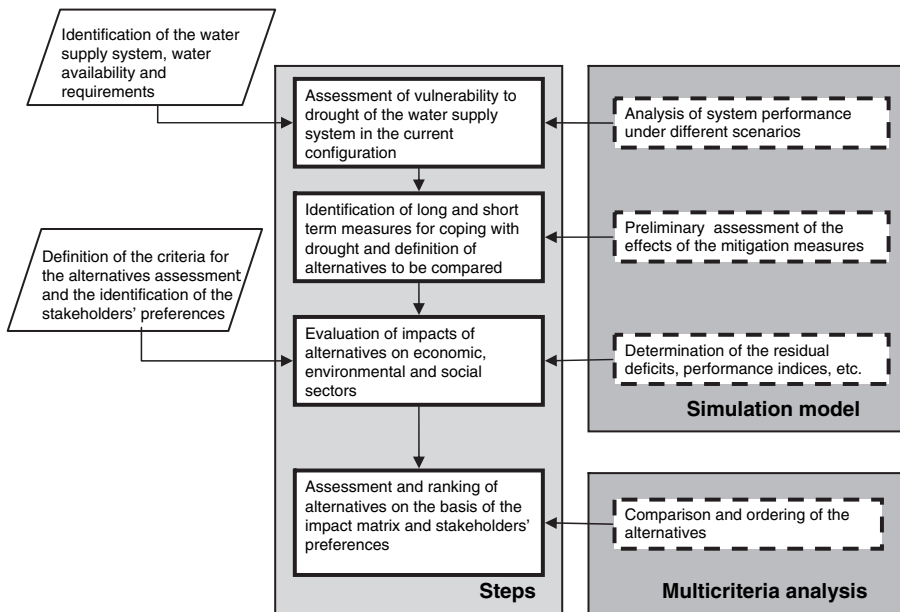 Identification of the water
supply system, water
availability and
requirements
Assessment of vulnerability to
drought of the water supply
system in the current
configuration
Analysis of system performance
under different scenarios
Identification of long and short
term measures for coping with
drought and definition of
alternatives to be compared
Preliminary assessment of the
effects of the mitigation measures
Definition of the criteria for
the alternatives assessment
and the identification of the
stakeholders’ preferences
Evaluation of impacts of
alternatives on economic,
environmental and social
sectors
Determination of the residual
deficits, performance indices, etc.
Simulation model
Assessment and ranking of
alternatives on the basis of the
impact matrix and stakeholders’
preferences
Comparison and ordering of the
alternatives
Steps
Multicriteria analysis